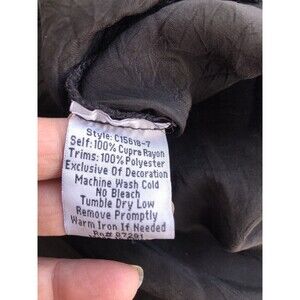 Style: C15618-7
Self: 100% Cupra Rayon
Trims: 100% Polyester
Exclusive Of Decoration
Machine Wash Cold
No Bleach
Tumble Dry Low
Remove Promptly
Warm Iron If Needed
Rn# 87291